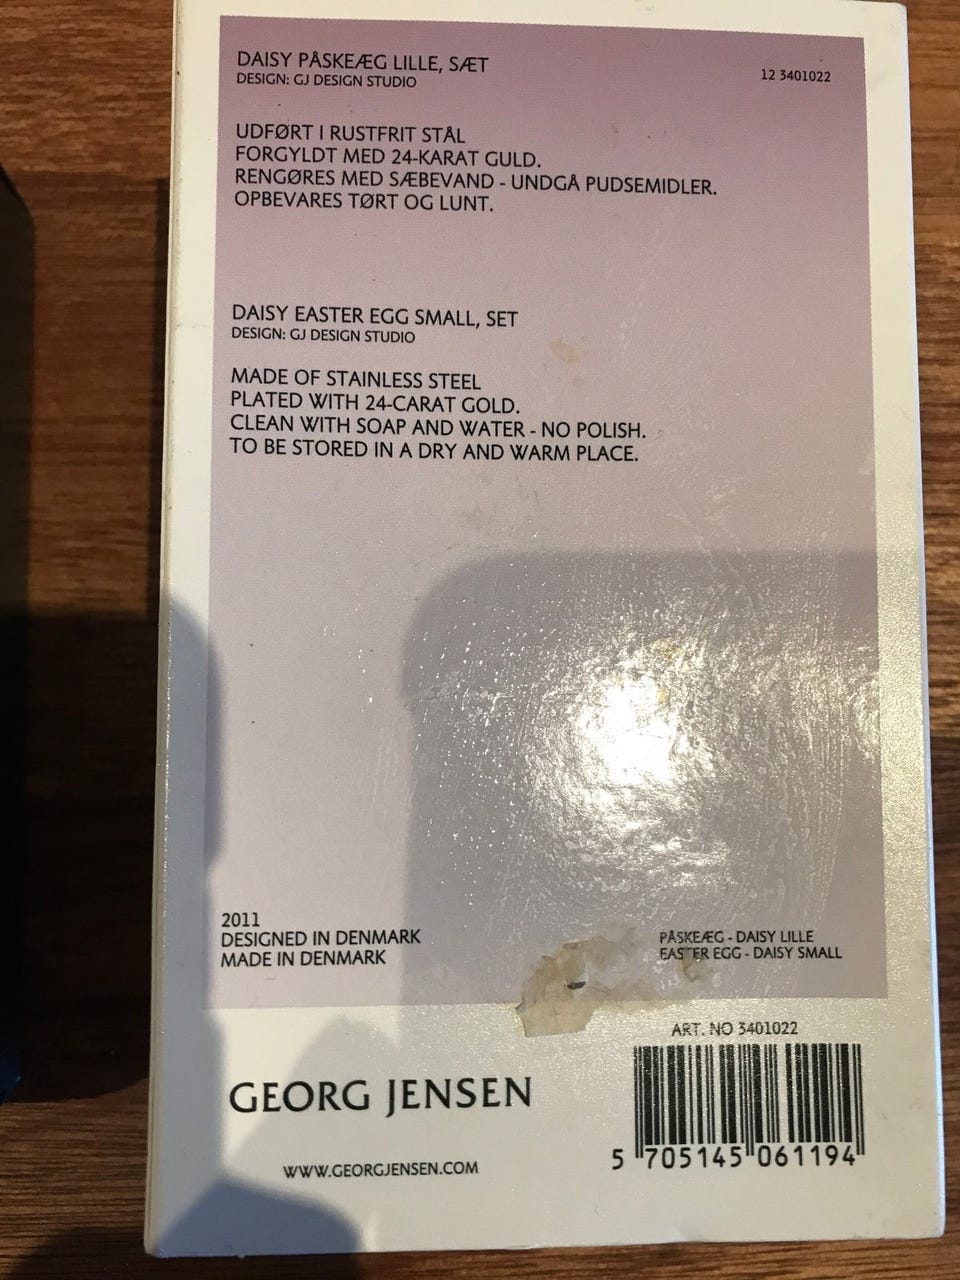 DAISY PÅSKEÆG LILLE, SÆT
DESIGN: GJ DESIGN STUDIO
12 3401022
UDFØRT I RUSTFRIT STÅL
FORGYLDT MED 24-KARAT GULD.
RENGØRES MED SÆBEVAND - UNDGÅ PUDSEMIDLER.
OPBEVARES TØRT OG LUNT.
DAISY EASTER EGG SMALL, SET
DESIGN: GJ DESIGN STUDIO
MADE OF STAINLESS STEEL
PLATED WITH 24-CARAT GOLD.
CLEAN WITH SOAP AND WATER - NO POLISH.
TO BE STORED IN A DRY AND WARM PLACE.
2011
DESIGNED IN DENMARK
MADE IN DENMARK
PÅSKEÆG - DAISY LILLE
EASTER EGG - DAISY SMALL
ART. NO 3401022
GEORG JENSEN
WWW.GEORGJENSEN.COM
5 705145 061194